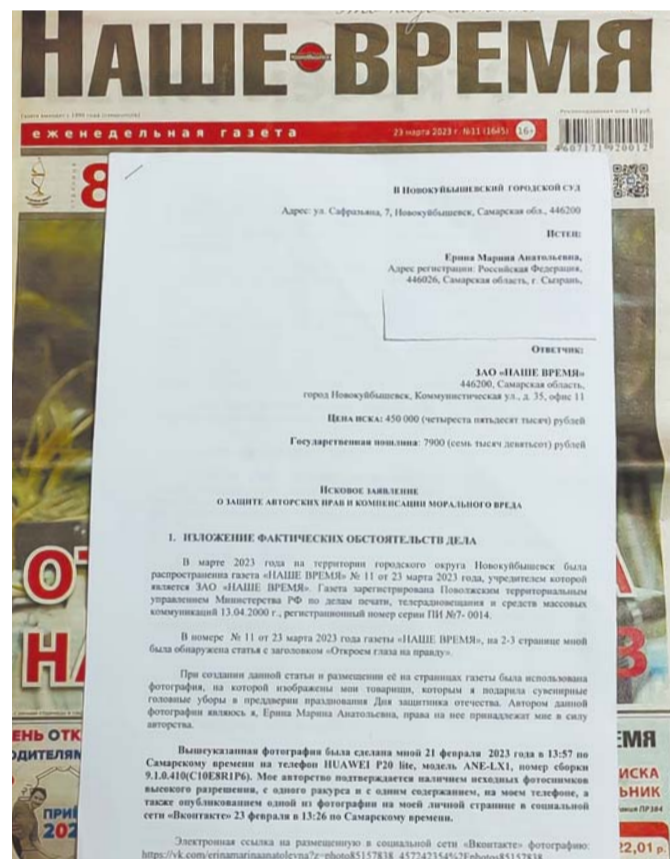 НАШЕ ВРЕМЯ
еженедельная газета 23 марта 2023 г. №11 (1645) 16+
4607171920012
8
В НОВОКУЙБЫШЕВСКИЙ ГОРОДСКОЙ СУД
Адрес: ул. Сафразьяна, 7, Новокуйбышевск, Самарская обл., 446200
ИСТЕЦ:
Ерина Марина Анатольевна,
Адрес регистрации: Российская Федерация,
446026, Самарская область, г. Сызрань,
ОТВЕТЧИК:
ЗАО «НАШЕ ВРЕМЯ»
446200, Самарская область,
город Новокуйбышевск, Коммунистическая ул., д. 35, офис 11
ЦЕНА ИСКА: 450 000 (четыреста пятьдесят тысяч) рублей
Государственная пошлина: 7900 (семь тысяч девятьсот) рублей
ИСКОВОЕ ЗАЯВЛЕНИЕ
О ЗАЩИТЕ АВТОРСКИХ ПРАВ И КОМПЕНСАЦИИ МОРАЛЬНОГО ВРЕДА
1. ИЗЛОЖЕНИЕ ФАКТИЧЕСКИХ ОБСТОЯТЕЛЬСТВ ДЕЛА
В марте 2023 года на территории городского округа Новокуйбышевск была
распространена газета «НАШЕ ВРЕМЯ» № 11 от 23 марта 2023 года, учредителем которой
является ЗАО «НАШЕ ВРЕМЯ». Газета зарегистрирована Поволжским территориальным
управлением Министерства РФ по делам печати, телерадиовещания и средств массовых
коммуникаций 13.04.2000 г., регистрационный номер серии ПИ №7- 0014.
В номере № 11 от 23 марта 2023 года газеты «НАШЕ ВРЕМЯ», на 2-3 странице мной
была обнаружена статья с заголовком «Откроем глаза на правду».
При создании данной статьи и размещении её на страницах газеты была использована
фотография, на которой изображены мои товарищи, которым я подарила сувенирные
головные уборы в преддверии празднования Дня защитника отечества. Автором данной
фотографии являюсь я, Ерина Марина Анатольевна, права на нее принадлежат мне в силу
авторства.
Вышеуказанная фотография была сделана мной 21 февраля 2023 года в 13:57 по
Самарскому времени на телефон HUAWEI P20 lite, модель ANE-LX1, номер сборки
9.1.0.410(C10E8R1P6). Мое авторство подтверждается наличием исходных фотоснимков
высокого разрешения, с одного ракурса и с одним содержанием, на моем телефоне, а
также опубликованием одной из фотографии на моей личной странице в социальной
сети «Вконтакте» 23 февраля в 13:26 по Самарскому времени.
Электронная ссылка на размещенную в социальной сети «Вконтакте» фотографию:
https://vk.com/erinamarinaanatolevna?z=photo85157838_457242354%2Fphotos85157838